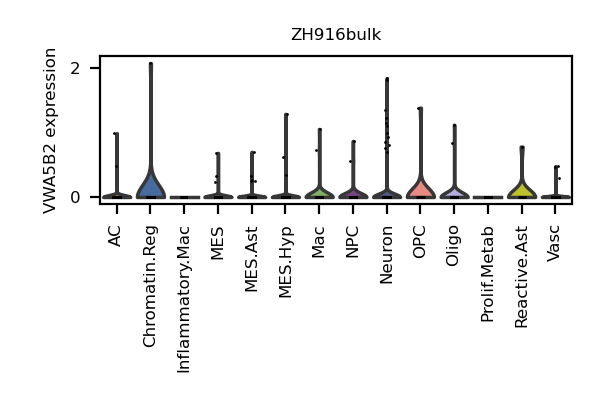 ZH916bulk
VWA5B2 expression
2
0
AC
Chromatin.Reg
Inflammatory.Mac
MES
MES.Ast
MES.Hyp
Mac
NPC
Neuron
OPC
Oligo
Prolif.Metab
Reactive.Ast
Vasc